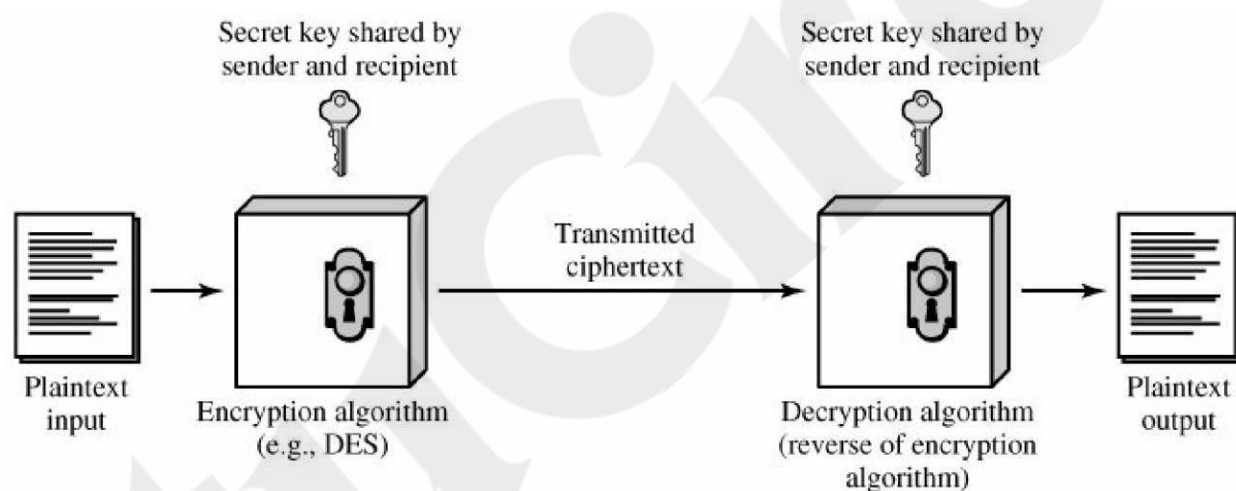 Secret key shared by
sender and recipient
Secret key shared by
sender and recipient
Transmitted
ciphertext
Plaintext
input
Encryption algorithm
(e.g., DES)
Decryption algorithm
(reverse of encryption
algorithm)
Plaintext
output